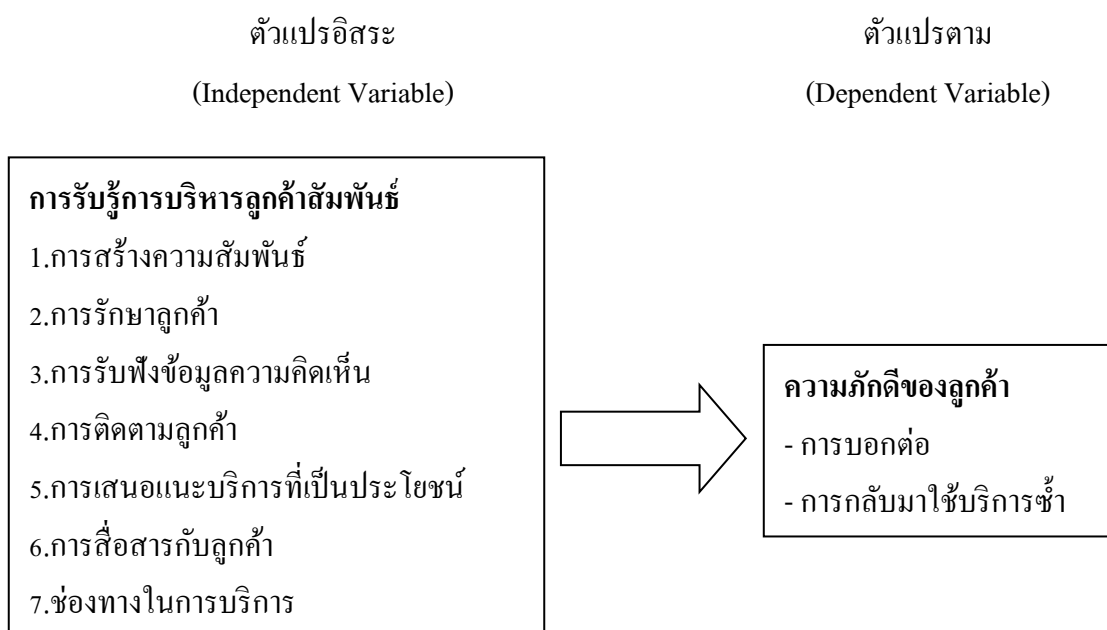 ตัวแปรอิสระ
(Independent Variable)
ตัวแปรตาม
(Dependent Variable)
การรับรู้การบริหารลูกค้าสัมพันธ์
1.การสร้างความสัมพันธ์
2.การรักษาลูกค้า
3.การรับฟังข้อมูลความคิดเห็น
4.การติดตามลูกค้า
5.การเสนอแนะบริการที่เป็นประโยชน์
6.การสื่อสารกับลูกค้า
7.ช่องทางในการบริการ
ความภักดีของลูกค้า
- การบอกต่อ
- การกลับมาใช้บริการซ้ำ